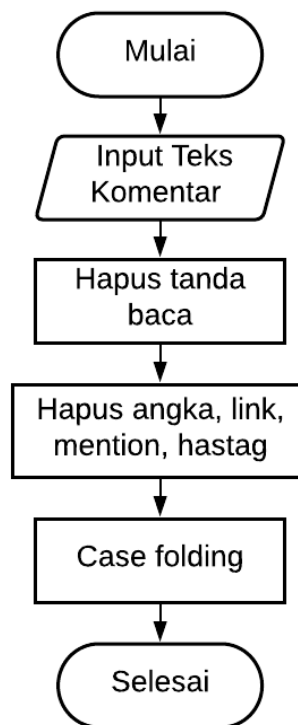 Mulai
Input Teks
Komentar
Hapus tanda
baca
Hapus angka, link,
mention, hastag
Case folding
Selesai